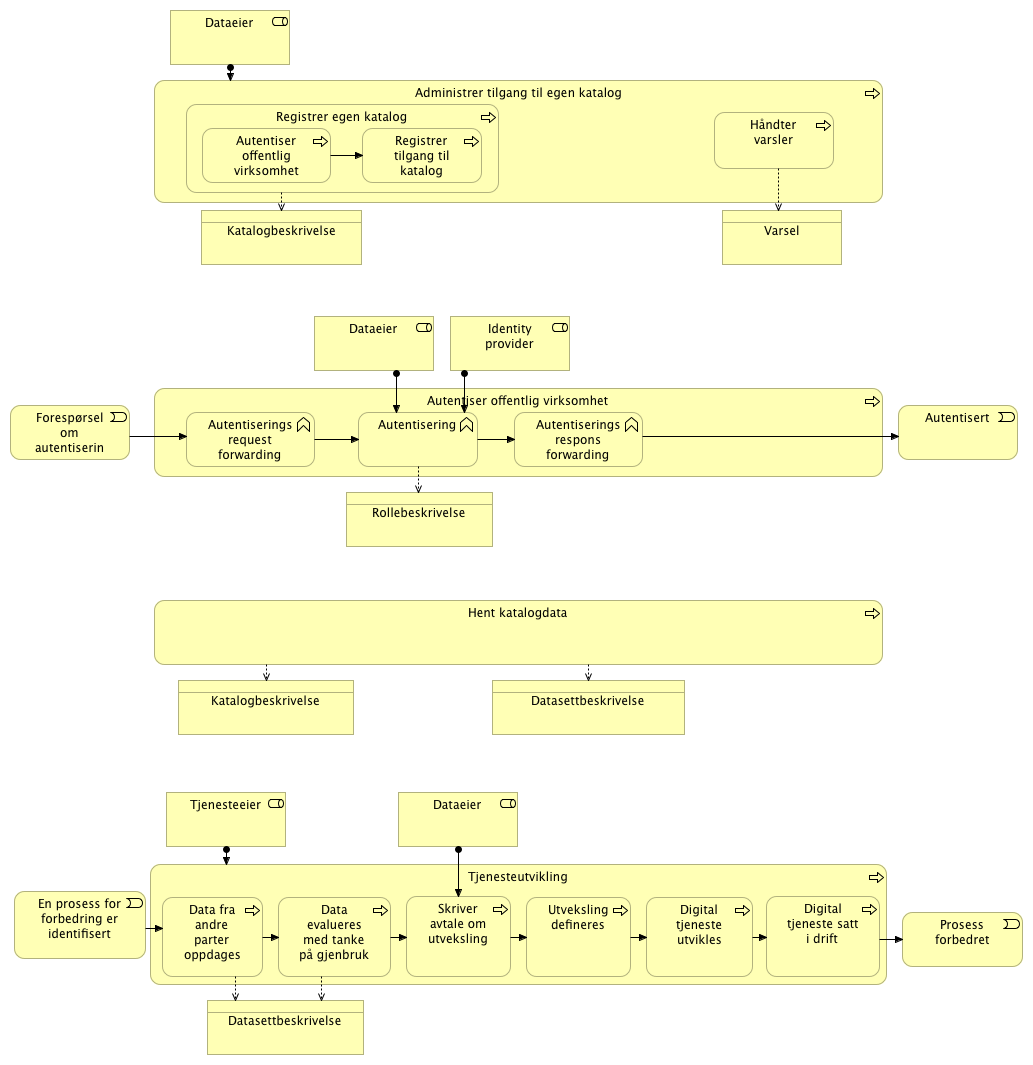 Dataeier
Administrer tilgang til egen katalog
Registrer egen katalog
Autentiser
offentlig
virksomhet
Registrer
tilgang til
katalog
Håndter
varsler
Katalogbeskrivelse
Varsel
Dataeier
Identity
provider
Autentiser offentlig virksomhet
Forespørsel
om
autentiserin
Autentiserings
request
forwarding
Autentisering
Autentiserings
respons
forwarding
Autentisert
Rollebeskrivelse
Hent katalogdata
Katalogbeskrivelse
Datasettbeskrivelse
Tjenesteeier
Dataeier
Tjenesteutvikling
En prosess for
forbedring er
identifisert
Data fra
andre
parter
oppdages
Data
evalueres
med tanke
på gjenbruk
Skriver
avtale om
utveksling
Utveksling
defineres
Digital
tjeneste
utvikles
Digital
tjeneste satt
i drift
Prosess
forbedret
Datasettbeskrivelse